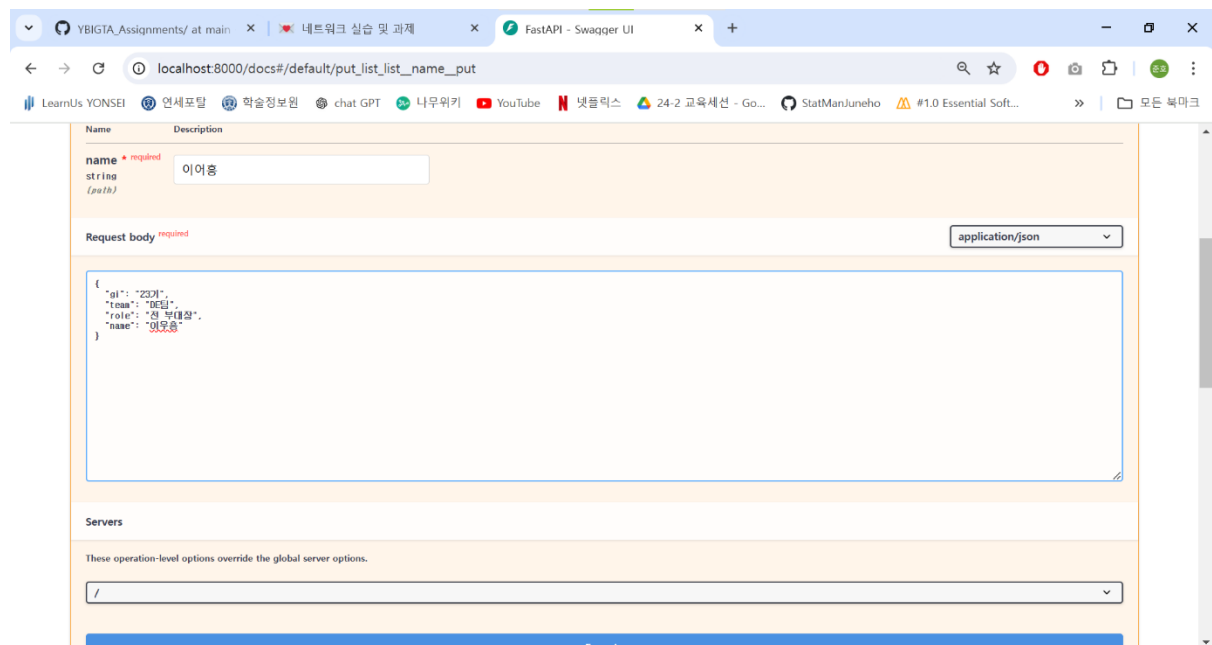 YBIGTA_Assignments/ at main
네트워크 실습 및 과제
FastAPI - Swagger UI
localhost:8000/docs#/default/put_list_list__name__put
준호
LearnUs YONSEI
연세포탈
학술정보원
chat GPT
나무위키
YouTube
넷플릭스
24-2 교육세션 - Go...
StatManJuneho
#1.0 Essential Soft...
»
모든 북마크
Name Description
name * required
string
(path)
이어흥
Request body required
application/json
{
"gi": "23기",
"team": "DE팀",
"role": "전 부대장",
"name": "이우흠"
}
Servers
These operation-level options override the global server options.
/